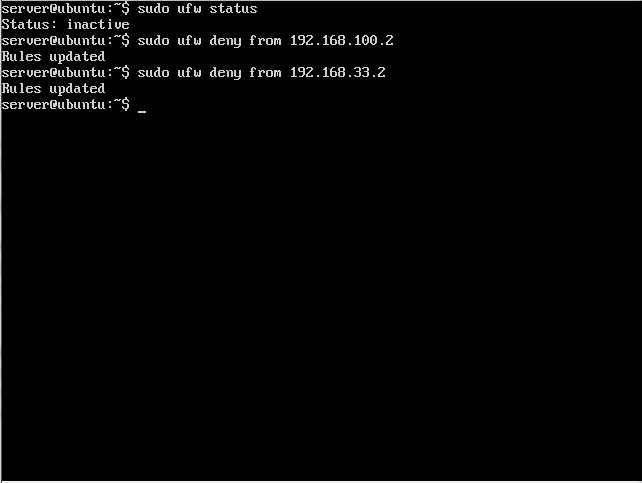 server@ubuntu:~$ sudo ufw status
Status: inactive
server@ubuntu:~$ sudo ufw deny from 192.168.100.2
Rules updated
server@ubuntu:~$ sudo ufw deny from 192.168.33.2
Rules updated
server@ubuntu:~$ _